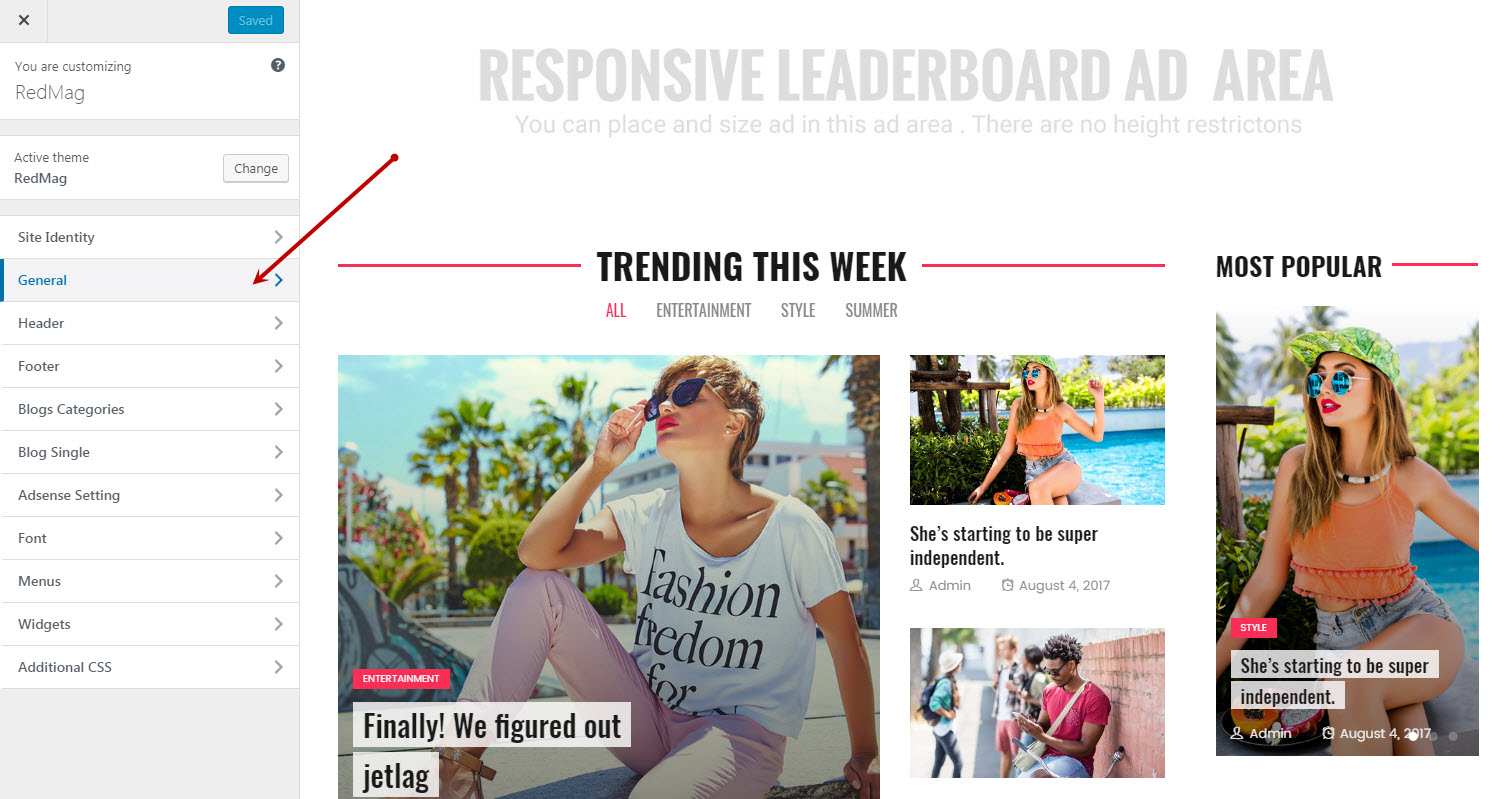 Saved
You are customizing
RedMag
Active theme
RedMag
Change
Site Identity
General
Header
Footer
Blogs Categories
Blog Single
Adsense Setting
Font
Menus
Widgets
Additional CSS
RESPONSIVE LEADERBOARD AD AREA
You can place and size ad in this ad area . There are no height restrictons
TRENDING THIS WEEK
ALL ENTERTAINMENT STYLE SUMMER
Fashion
freedom
for
ENTERTAINMENT
Finally! We figured out
jetlag
She’s starting to be super
independent.
Admin August 4, 2017
MOST POPULAR
STYLE
She’s starting to be super
independent.
Admin August 4, 2017